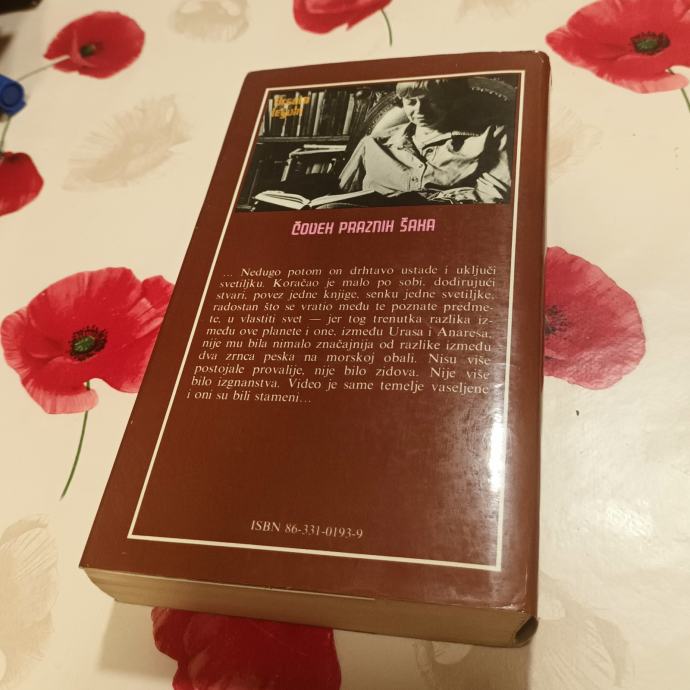 Ursula
Legvin
ČOVEK PRAZNIH ŠAKA
... Nedugo potom on drhtavo ustade i uključi
svetiljku. Koračao je malo po sobi, dodirujući
stvari, povez jedne knjige, senku jedne svetiljke,
radostan što se vratio među te poznate predme-
te, u vlastiti svet — jer tog trenutka razlika iz-
među ove planete i one, između Urasa i Anaresa,
nije mu bila nimalo značajnija od razlike između
dva zrnca peska na morskoj obali. Nisu više
postojale provalije, nije bilo zidova. Nije više
bilo izgnanstva. Video je same temelje vaseljene
i oni su bili stameni...
ISBN 86-331-0193-9